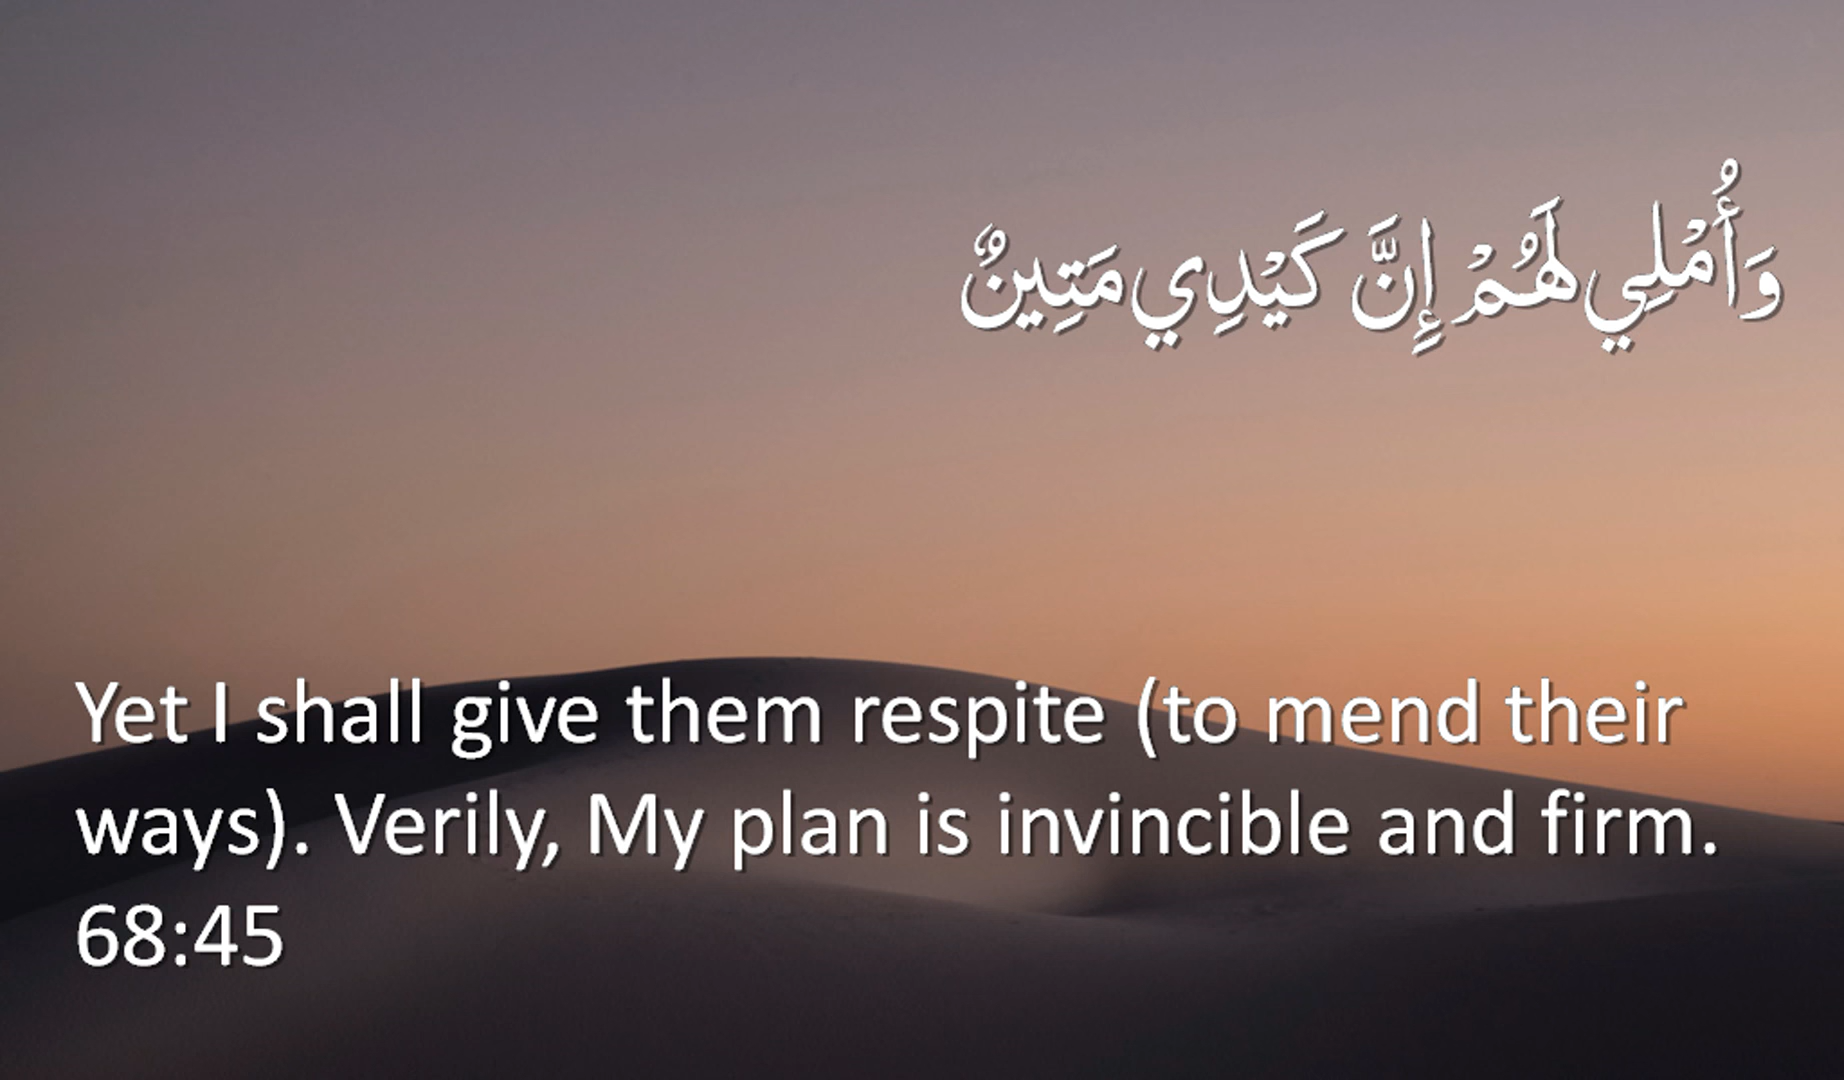 وَأُمْلِي لَهُمْ إِنَّ كَيْدِي مَتِينٌ
Yet I shall give them respite (to mend their
ways). Verily, My plan is invincible and firm.
68:45